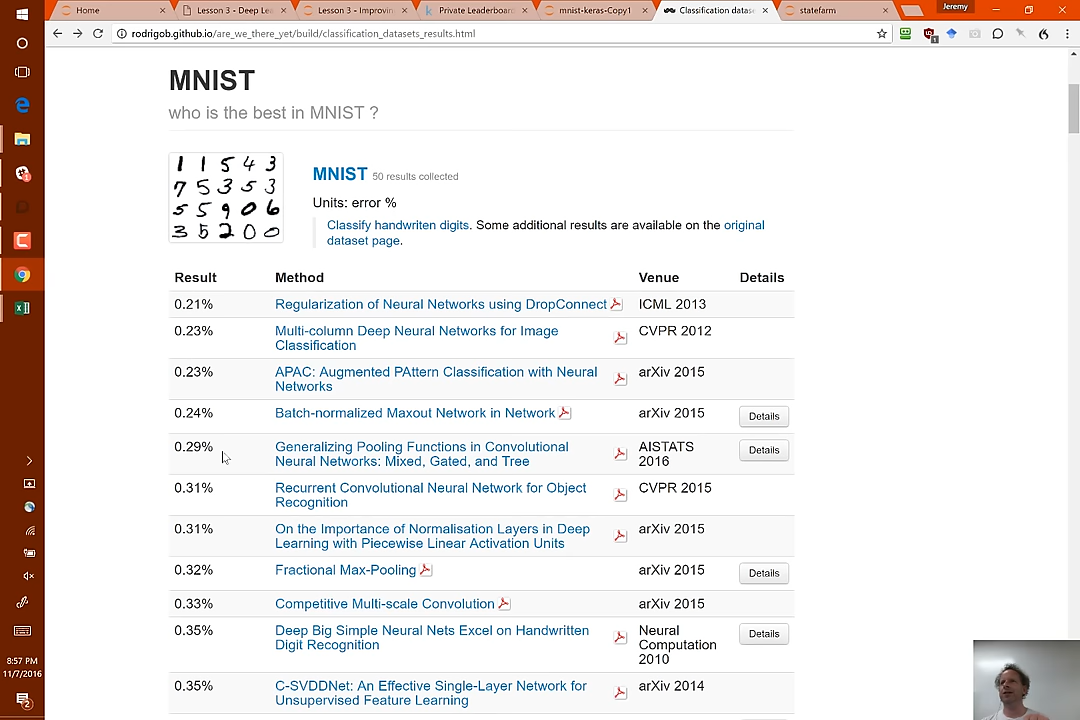 Home
Lesson 3 - Deep Le
Lesson 3 - Improvin
Private Leaderboar
mnist-keras-Copy1
Classification datas
statefarm
Jeremy
rodrigob.github.io/are_we_there_yet/build/classification_datasets_results.html
MNIST
who is the best in MNIST ?
1 1 5 4 3
7 5 3 5 3
5 5 9 0 6
3 5 2 0 0
MNIST 50 results collected
Units: error %
Classify handwriten digits. Some additional results are available on the original
dataset page.
Result Method Venue Details
0.21% Regularization of Neural Networks using DropConnect ICML 2013
0.23% Multi-column Deep Neural Networks for Image CVPR 2012
Classification
0.23% APAC: Augmented PAttern Classification with Neural arXiv 2015
Networks
0.24% Batch-normalized Maxout Network in Network arXiv 2015 Details
0.29% Generalizing Pooling Functions in Convolutional AISTATS Details
Neural Networks: Mixed, Gated, and Tree 2016
0.31% Recurrent Convolutional Neural Network for Object CVPR 2015
Recognition
0.31% On the Importance of Normalisation Layers in Deep arXiv 2015
Learning with Piecewise Linear Activation Units
0.32% Fractional Max-Pooling arXiv 2015 Details
0.33% Competitive Multi-scale Convolution arXiv 2015
0.35% Deep Big Simple Neural Nets Excel on Handwritten Neural Details
Digit Recognition Computation
2010
0.35% C-SVDDNet: An Effective Single-Layer Network for arXiv 2014
Unsupervised Feature Learning
8:57 PM
11/7/2016